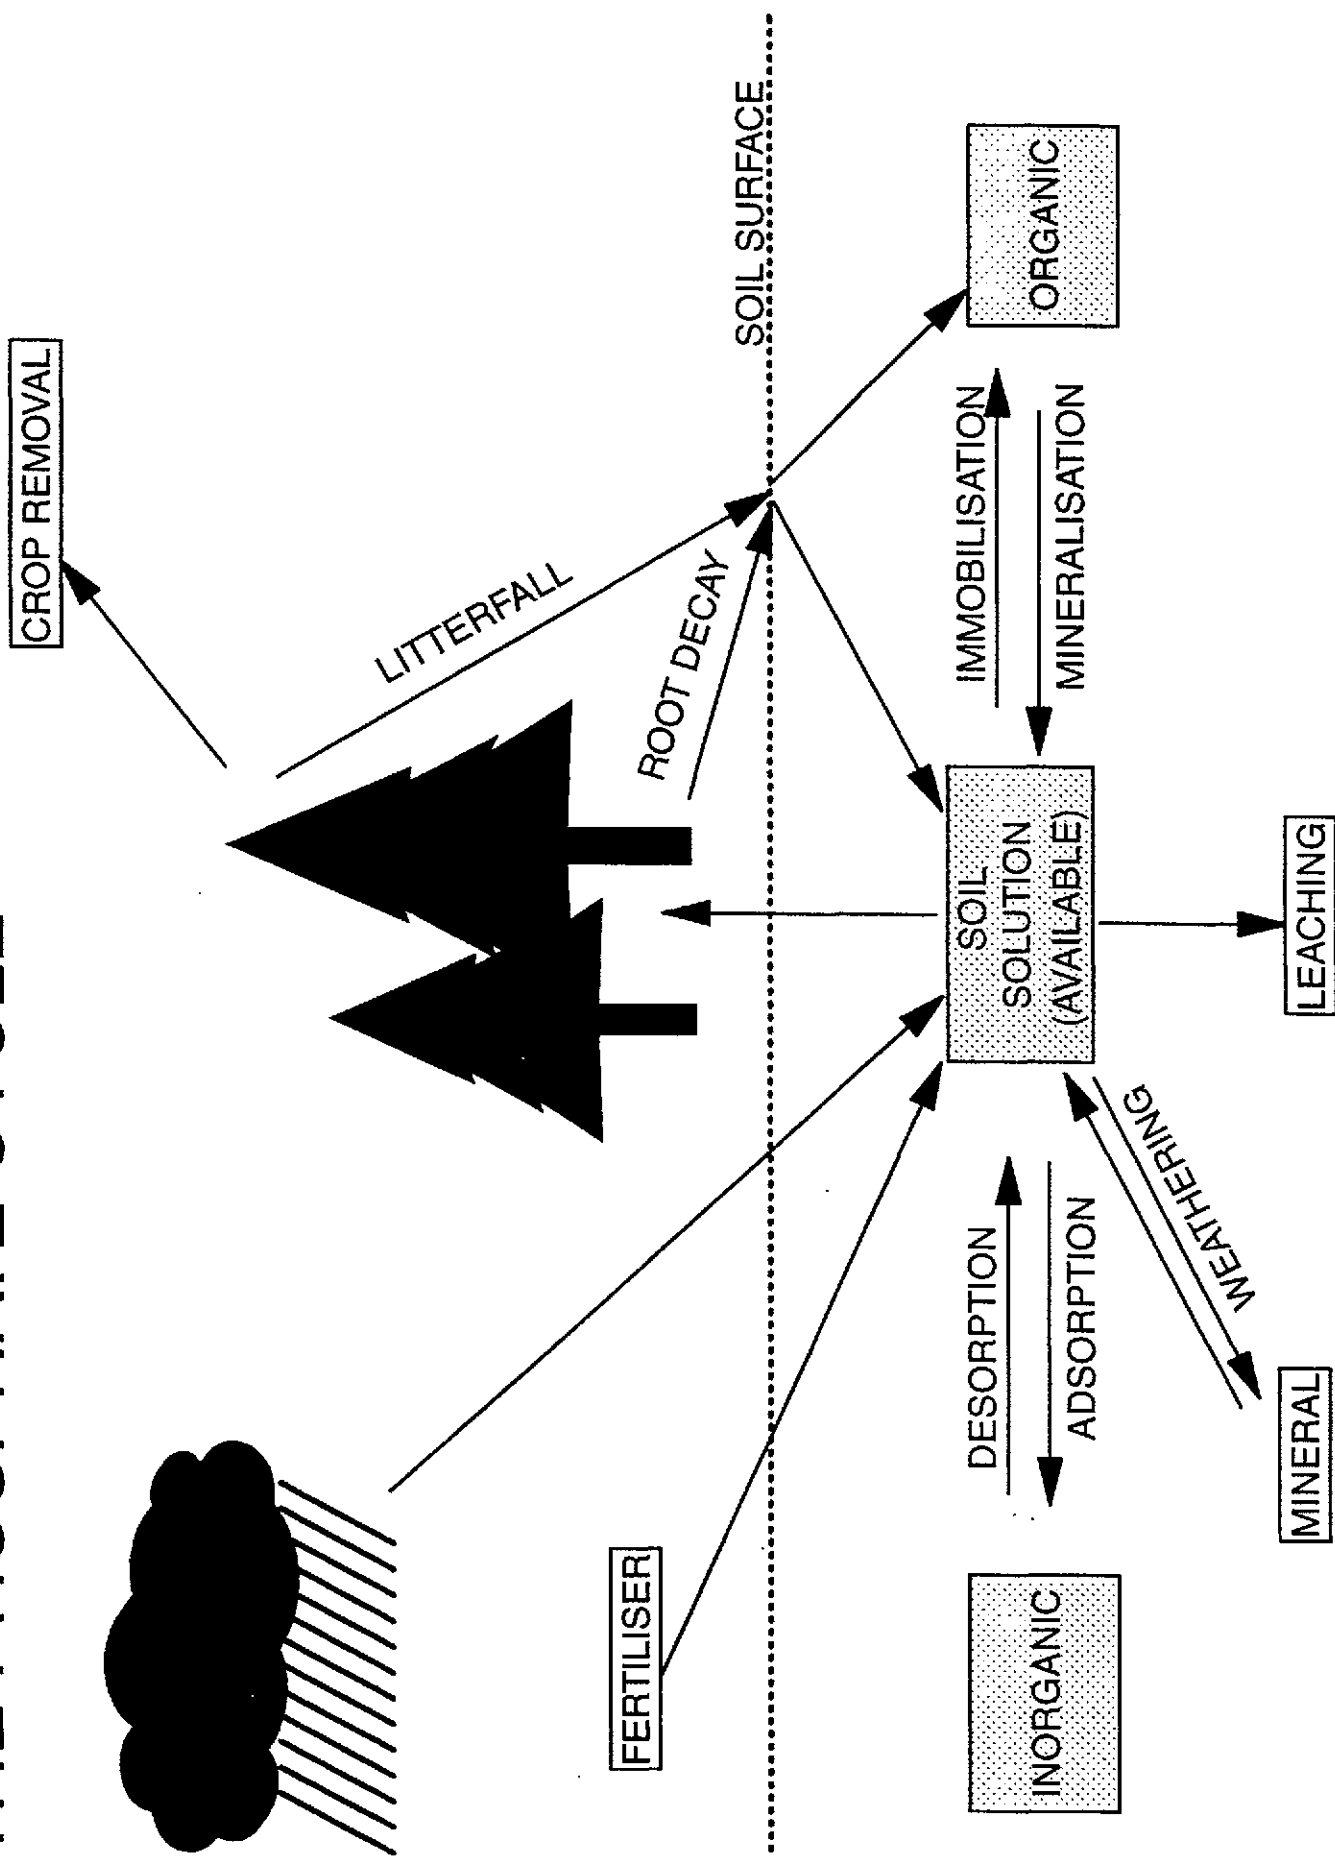 CROP REMOVAL
LITTERFALL
ROOT DECAY
FERTILISER
SOIL SURFACE
INORGANIC
DESORPTION
ADSORPTION
SOIL
SOLUTION
(AVAILABLE)
IMMOBILISATION
MINERALISATION
ORGANIC
WEATHERING
MINERAL
LEACHING